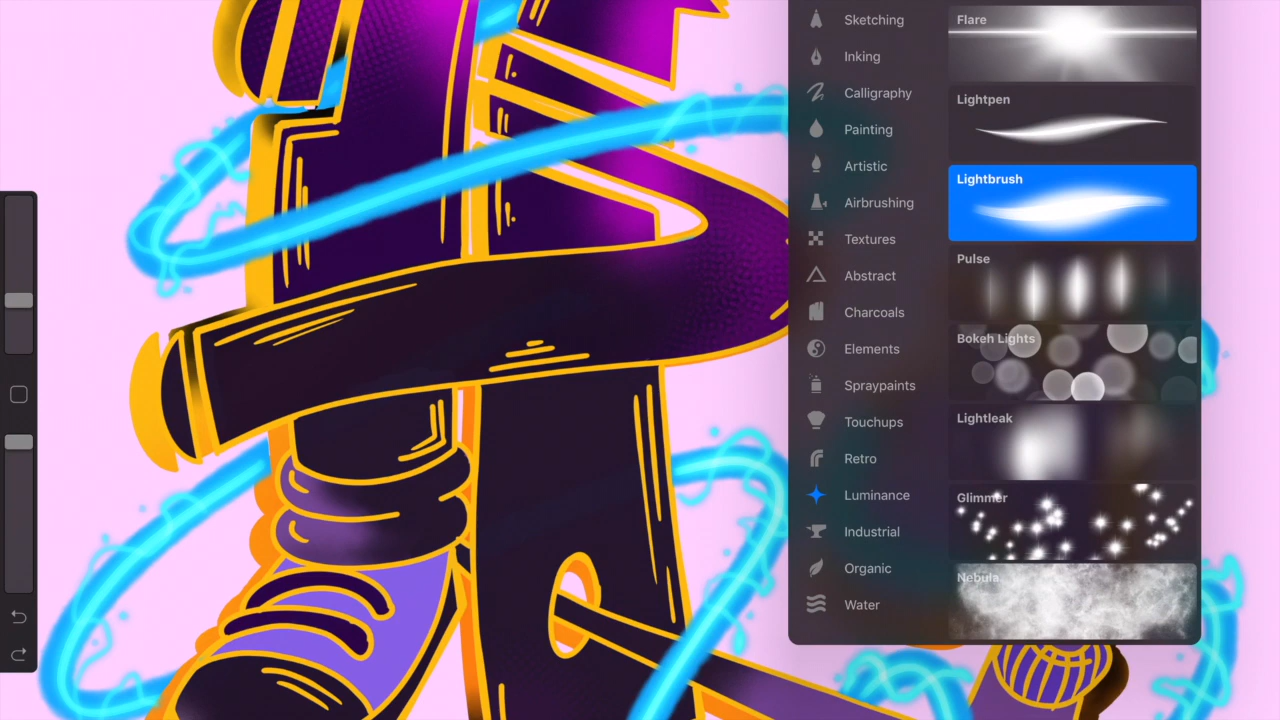 Sketching
Inking
Calligraphy
Painting
Artistic
Airbrushing
Textures
Abstract
Charcoals
Elements
Spraypaints
Touchups
Retro
Luminance
Industrial
Organic
Water
Flare
Lightpen
Lightbrush
Pulse
Bokeh Lights
Lightleak
Glimmer
Nebula